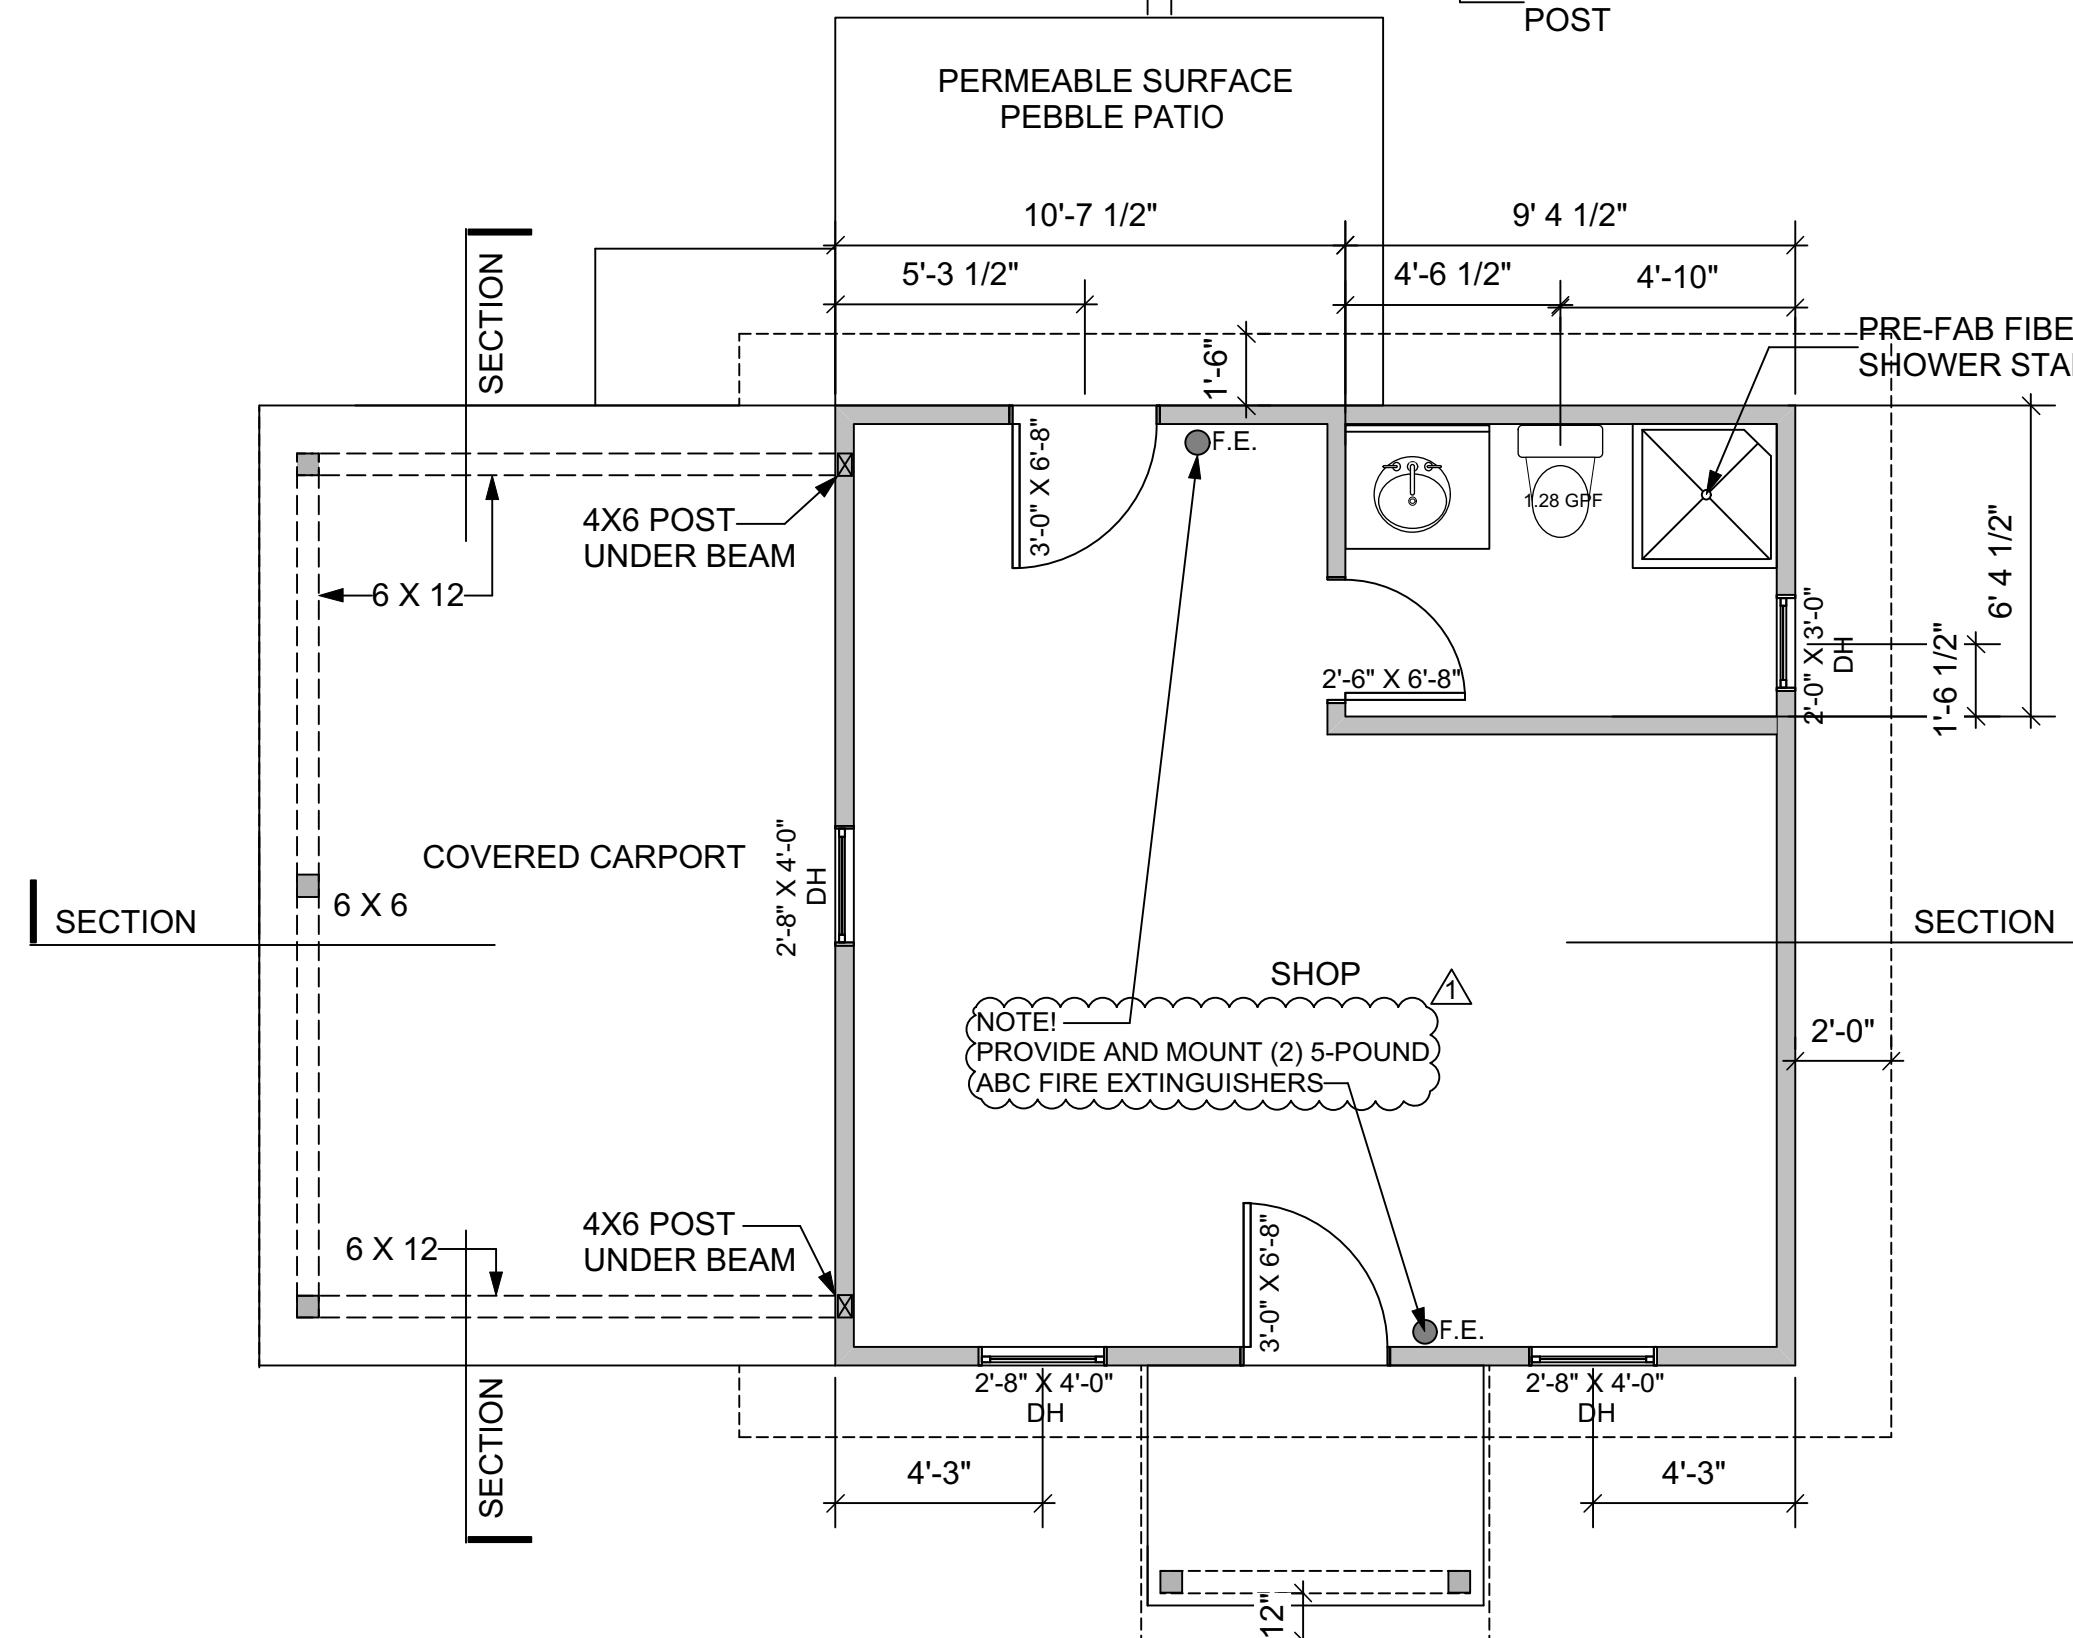 POST
PERMEABLE SURFACE
PEBBLE PATIO
10'-7 1/2"
9' 4 1/2"
5'-3 1/2"
4'-6 1/2"
4'-10"
SECTION
1'-6"
PRE-FAB FIBE
SHOWER STA
3'-0" X 6'-8"
F.E.
1.28 GPF
4X6 POST
UNDER BEAM
6 X 12
6' 4 1/2"
2'-0" X 3'-0"
DH
1'-6 1/2"
2'-6" X 6'-8"
COVERED CARPORT
2'-8" X 4'-0"
DH
6 X 6
SECTION
SECTION
SHOP
1
NOTE!
PROVIDE AND MOUNT (2) 5-POUND
ABC FIRE EXTINGUISHERS
2'-0"
4X6 POST
UNDER BEAM
6 X 12
3'-0" X 6'-8"
F.E.
SECTION
2'-8" X 4'-0"
DH
2'-8" X 4'-0"
DH
4'-3"
4'-3"
12"